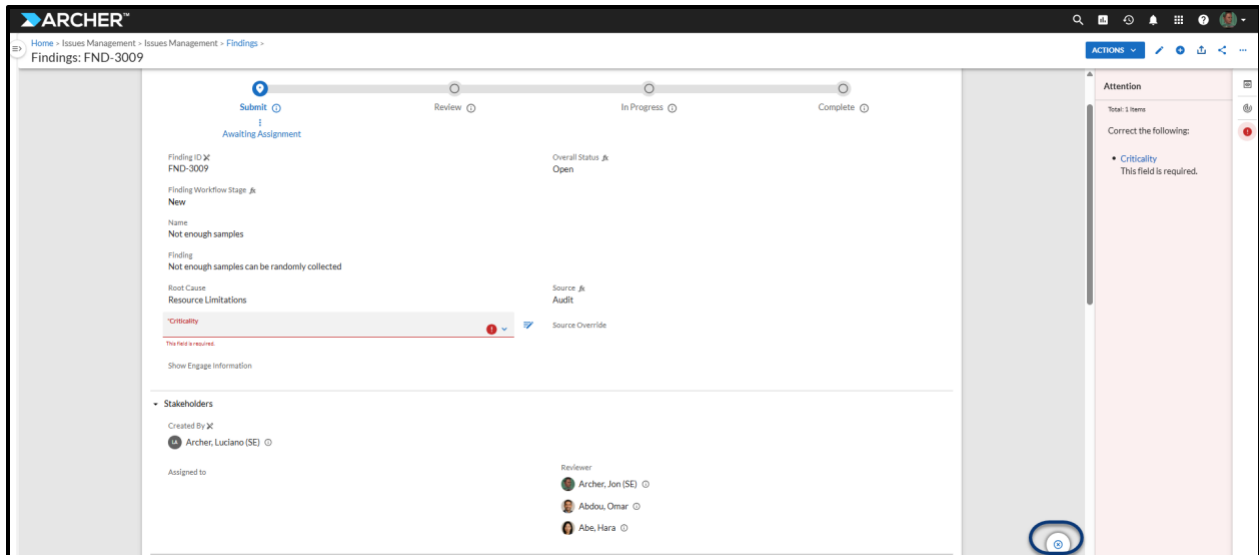 ARCHER™
Home > Issues Management > Issues Management > Findings >
Findings: FND-3009
ACTIONS
Submit
Review
In Progress
Complete
Awaiting Assignment
Finding ID
FND-3009
Overall Status
Open
Finding Workflow Stage
New
Name
Not enough samples
Finding
Not enough samples can be randomly collected
Root Cause
Resource Limitations
Source
Audit
*Criticality
This field is required.
Source Override
Show Engage Information
Stakeholders
Created By
LA Archer, Luciano (SE)
Assigned to
Reviewer
Archer, Jon (SE)
Abdou, Omar
Abe, Hara
Attention
Total: 1 Items
Correct the following:
• Criticality
This field is required.